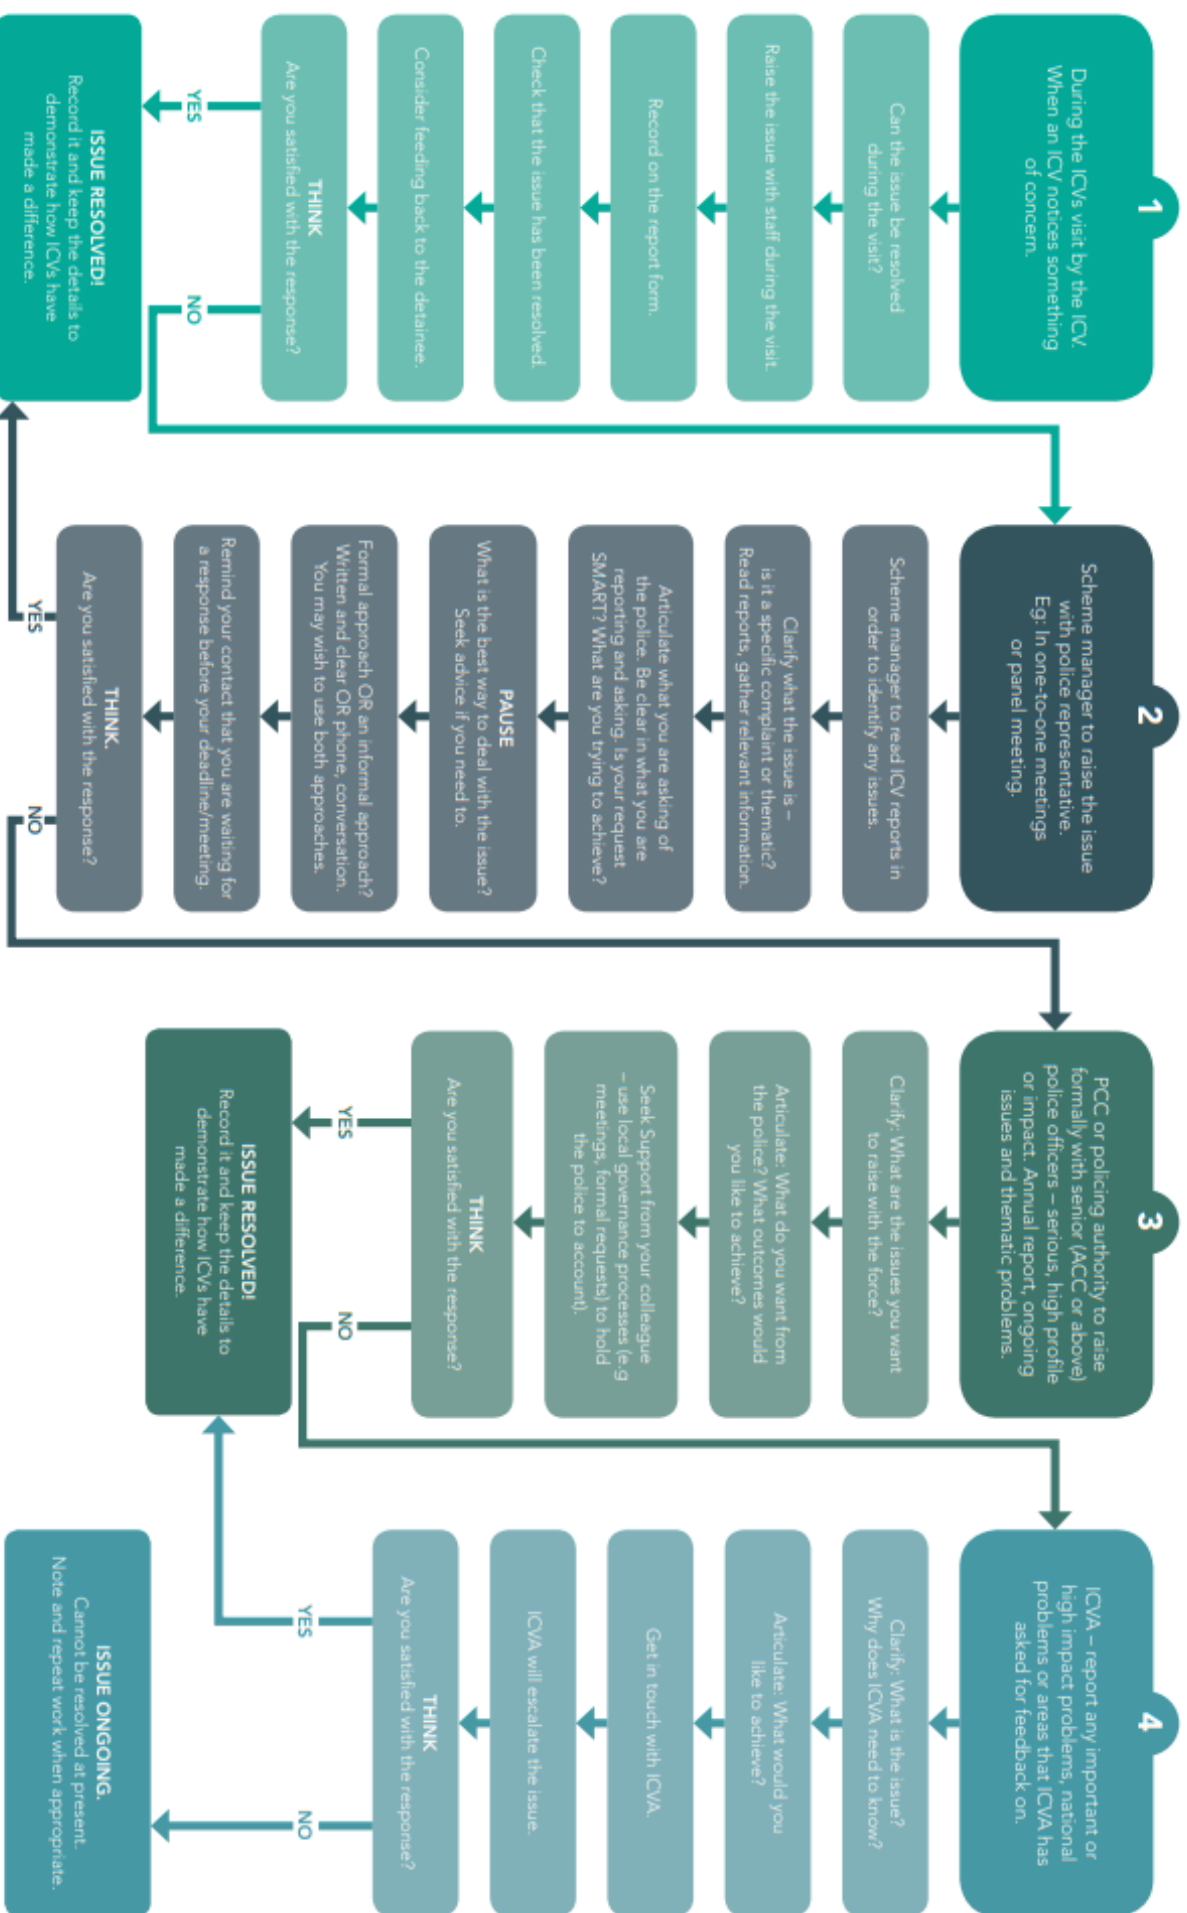 1
During the ICVs visit by the ICV.
When an ICV notices something
of concern.
Can the issue be resolved
during the visit?
Raise the issue with staff during the visit.
Record on the report form.
Check that the issue has been resolved.
Consider feeding back to the detainee.
THINK
Are you satisfied with the response?
YES
NO
ISSUE RESOLVED!
Record it and keep the details to
demonstrate how ICVs have
made a difference.
2
Scheme manager to raise the issue
with police representative.
Eg: In one-to-one meetings
or panel meeting.
Scheme manager to read ICV reports in
order to identify any issues.
Clarify what the issue is –
is it a specific complaint or thematic?
Read reports, gather relevant information.
Articulate what you are asking of
the police. Be clear in what you are
reporting and asking. Is your request
SMART? What are you trying to achieve?
PAUSE
What is the best way to deal with the issue?
Seek advice if you need to.
Formal approach OR an informal approach?
Written and clear OR phone, conversation.
You may wish to use both approaches.
Remind your contact that you are waiting for
a response before your deadline/meeting.
THINK.
Are you satisfied with the response?
YES
NO
3
PCC or policing authority to raise
formally with senior (ACC or above)
police officers – serious, high profile
or impact. Annual report, ongoing
issues and thematic problems.
Clarify: What are the issues you want
to raise with the force?
Articulate: What do you want from
the police? What outcomes would
you like to achieve?
Seek Support from your colleague
– use local governance processes (e.g
meetings, formal requests) to hold
the police to account).
THINK
Are you satisfied with the response?
YES
NO
ISSUE RESOLVED!
Record it and keep the details to
demonstrate how ICVs have
made a difference.
4
ICVA – report any important or
high impact problems, national
problems or areas that ICVA has
asked for feedback on.
Clarify: What is the issue?
Why does ICVA need to know?
Articulate: What would you
like to achieve?
Get in touch with ICVA.
ICVA will escalate the issue.
THINK
Are you satisfied with the response?
YES
NO
ISSUE ONGOING.
Cannot be resolved at present.
Note and repeat work when appropriate.